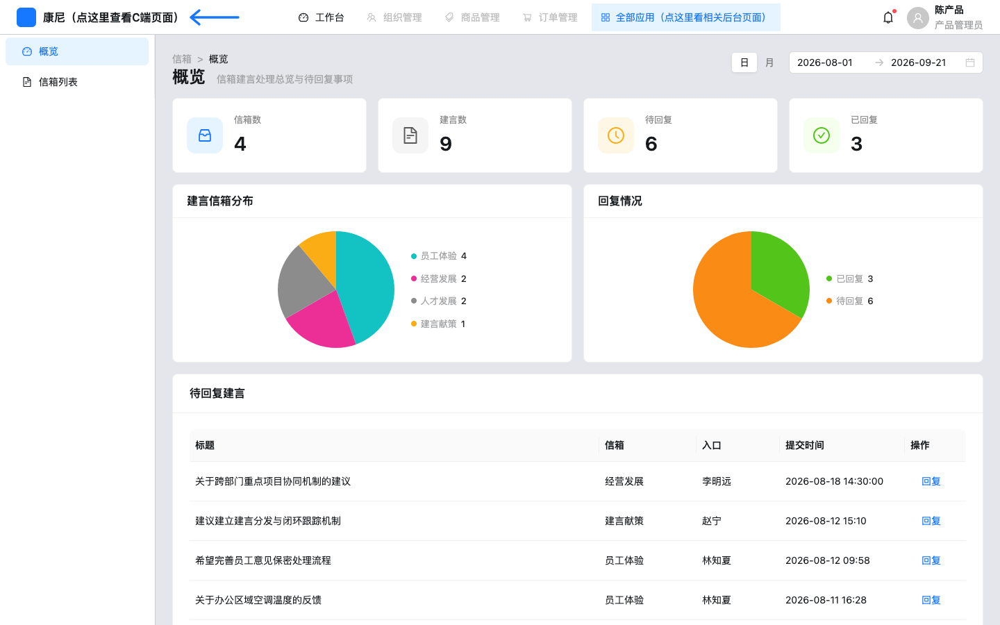 康尼（点这里查看C端页面）
工作台
组织管理
商品管理
订单管理
全部应用（点这里看相关后台页面）
陈产品
产品管理员
概览
信箱列表
信箱 > 概览
概览 信箱建言处理总览与待回复事项
日 月 2026-08-01 2026-09-21
信箱数
4
建言数
9
待回复
6
已回复
3
建言信箱分布
员工体验 4
经营发展 2
人才发展 2
建言献策 1
回复情况
已回复 3
待回复 6
待回复建言
标题 信箱 入口 提交时间 操作
关于跨部门重点项目协同机制的建议 经营发展 李明远 2026-08-18 14:30:00 回复
建议建立建言分发与闭环跟踪机制 建言献策 赵宁 2026-08-12 15:10 回复
希望完善员工意见保密处理流程 员工体验 林知夏 2026-08-12 09:58 回复
关于办公区域空调温度的反馈 员工体验 林知夏 2026-08-11 16:28 回复